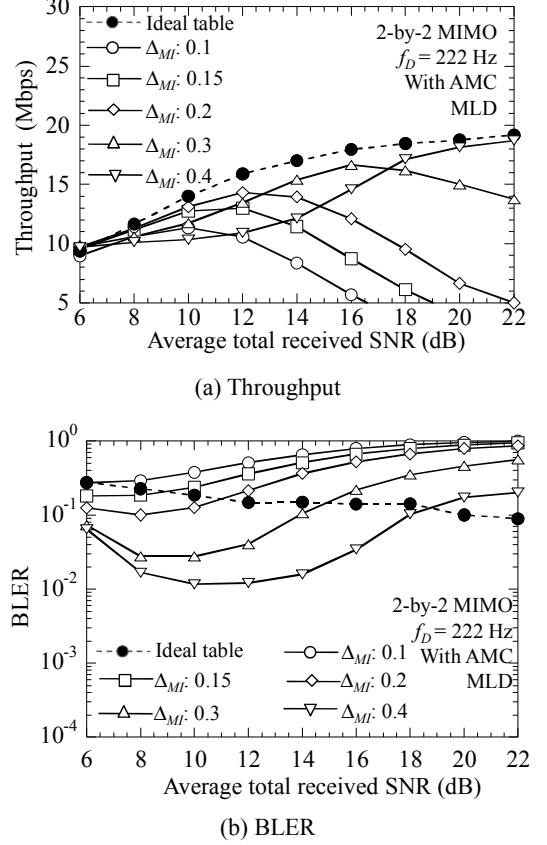 30
25
20
15
10
5
Throughput (Mbps)
Ideal table
Δ_MI: 0.1
Δ_MI: 0.15
Δ_MI: 0.2
Δ_MI: 0.3
Δ_MI: 0.4
2-by-2 MIMO
f_D = 222 Hz
With AMC
MLD
6 8 10 12 14 16 18 20 22
Average total received SNR (dB)
(a) Throughput
10^0
10^-1
10^-2
10^-3
10^-4
BLER
2-by-2 MIMO
f_D = 222 Hz
With AMC
MLD
Ideal table
Δ_MI: 0.1
Δ_MI: 0.15
Δ_MI: 0.2
Δ_MI: 0.3
Δ_MI: 0.4
6 8 10 12 14 16 18 20 22
Average total received SNR (dB)
(b) BLER